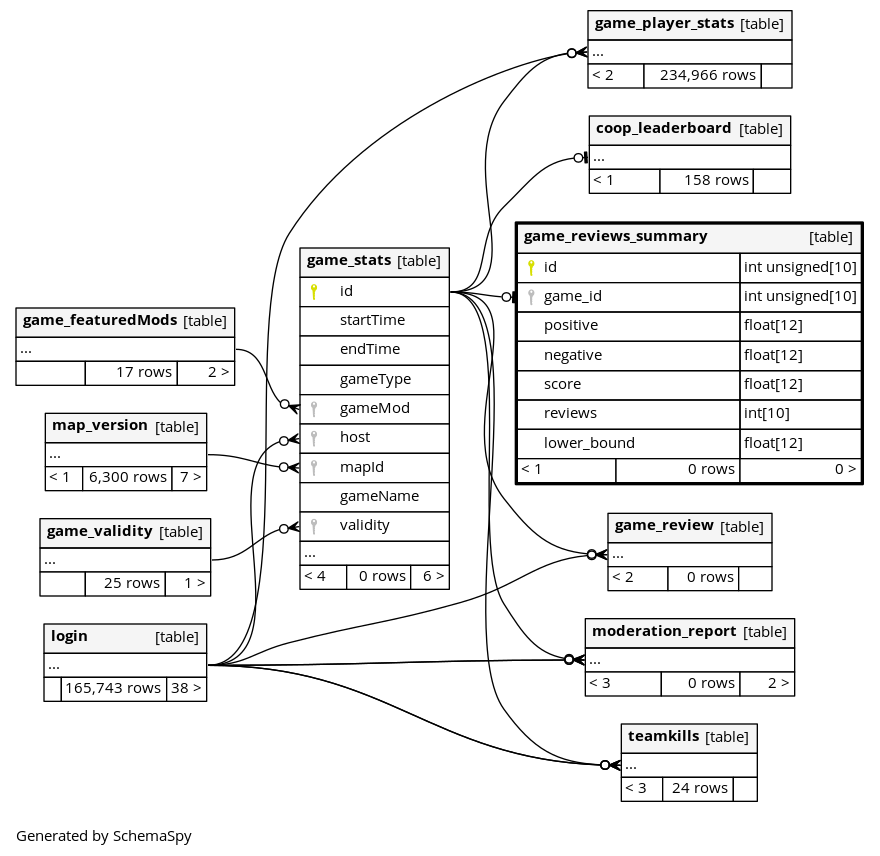 game_player_stats [table]
...
< 2 234,966 rows
coop_leaderboard [table]
...
< 1 158 rows
game_reviews_summary [table]
id int unsigned[10]
game_id int unsigned[10]
positive float[12]
negative float[12]
score float[12]
reviews int[10]
lower_bound float[12]
< 1 0 rows 0 >
game_stats [table]
id
startTime
endTime
gameType
gameMod
host
mapId
gameName
validity
...
< 4 0 rows 6 >
game_featuredMods [table]
...
17 rows 2 >
map_version [table]
...
< 1 6,300 rows 7 >
game_validity [table]
...
25 rows 1 >
login [table]
...
165,743 rows 38 >
game_review [table]
...
< 2 0 rows
moderation_report [table]
...
< 3 0 rows 2 >
teamkills [table]
...
< 3 24 rows
Generated by SchemaSpy